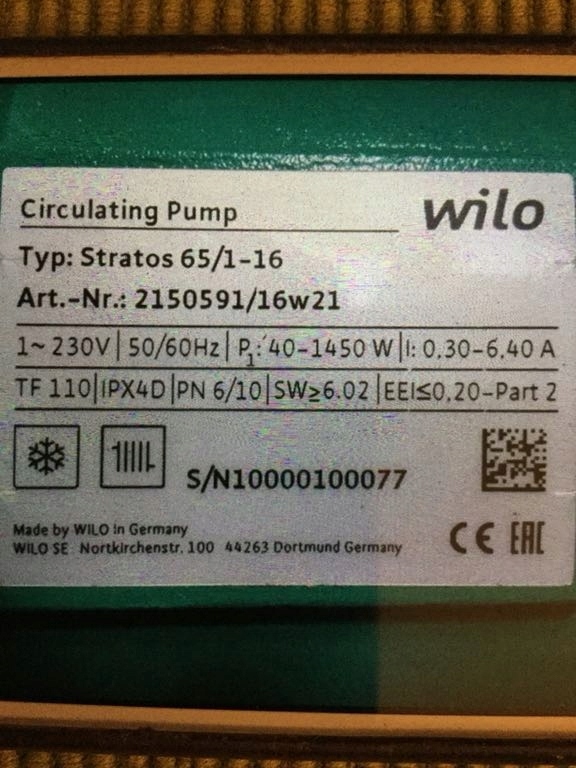 Circulating Pump
wilo
Typ: Stratos 65/1-16
Art.-Nr.: 2150591/16w21
1~ 230V | 50/60Hz | P1: 40-1450 W | I: 0,30-6,40 A
TF 110 | IPX4D | PN 6/10 | SW≥6.02 | EEI≤0,20-Part 2
S/N10000100077
Made by WILO in Germany
WILO SE Nortkirchenstr. 100 44263 Dortmund Germany
CE EAC